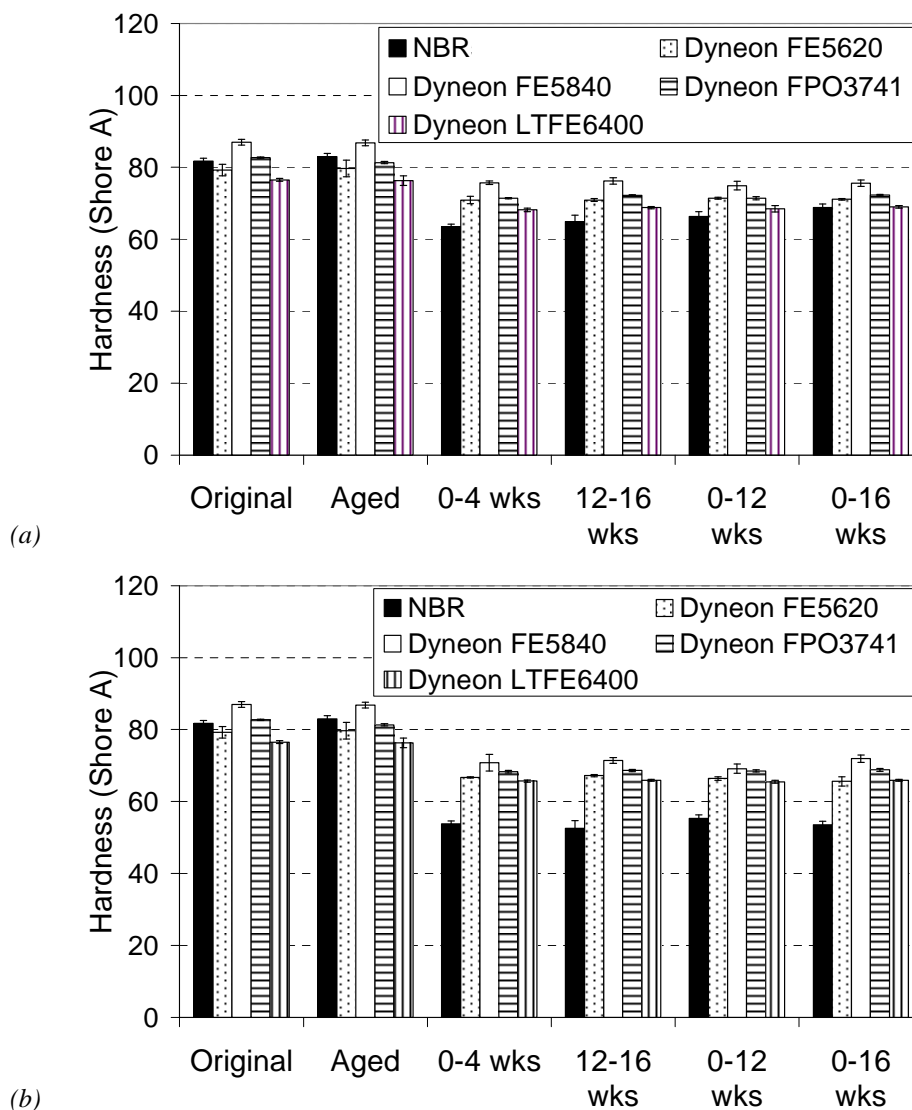 120
100
80
60
40
20
0
Hardness (Shore A)
NBR
Dyneon FE5620
Dyneon FE5840
Dyneon FPO3741
Dyneon LTFE6400
Original
Aged
0-4 wks
12-16
wks
0-12
wks
0-16
wks
(a)
120
100
80
60
40
20
0
Hardness (Shore A)
NBR
Dyneon FE5620
Dyneon FE5840
Dyneon FPO3741
Dyneon LTFE6400
Original
Aged
0-4 wks
12-16
wks
0-12
wks
0-16
wks
(b)